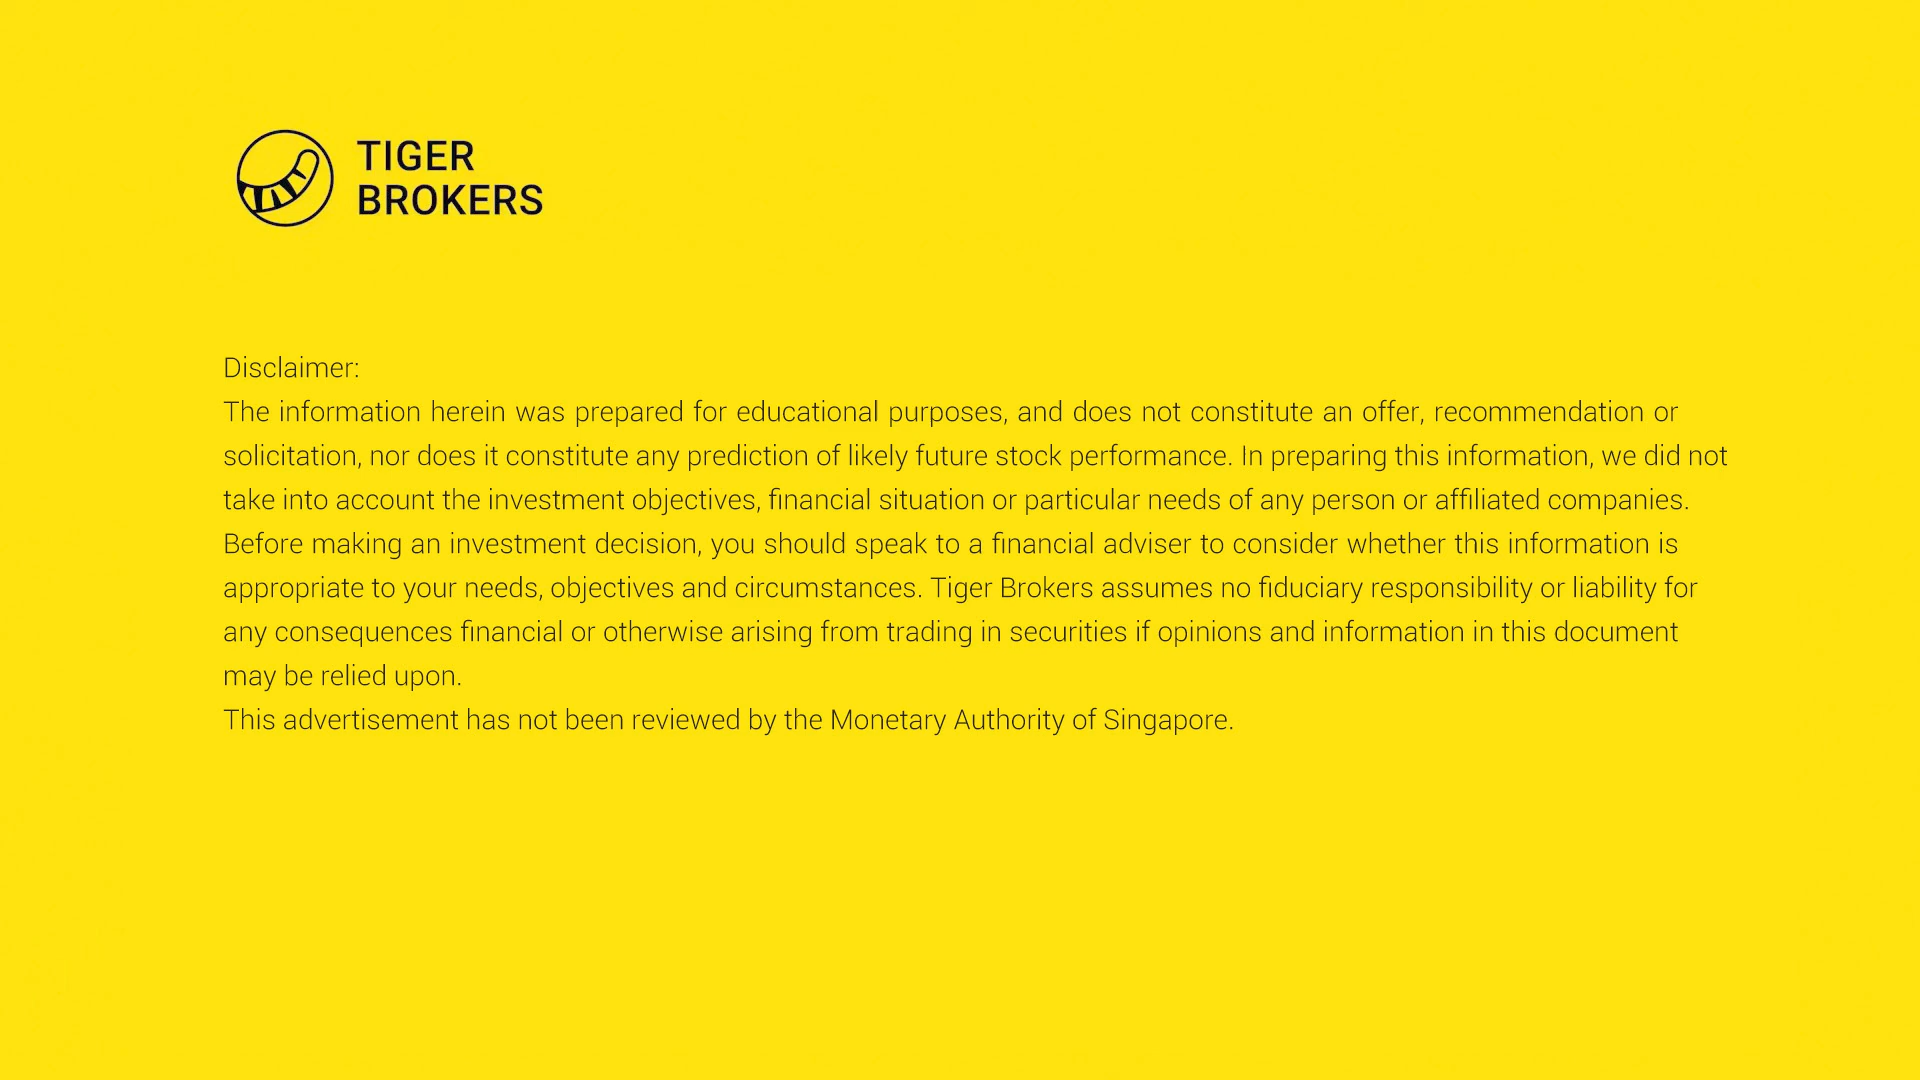 TIGER
BROKERS
Disclaimer:
The information herein was prepared for educational purposes, and does not constitute an offer, recommendation or
solicitation, nor does it constitute any prediction of likely future stock performance. In preparing this information, we did not
take into account the investment objectives, financial situation or particular needs of any person or affiliated companies.
Before making an investment decision, you should speak to a financial adviser to consider whether this information is
appropriate to your needs, objectives and circumstances. Tiger Brokers assumes no fiduciary responsibility or liability for
any consequences financial or otherwise arising from trading in securities if opinions and information in this document
may be relied upon.
This advertisement has not been reviewed by the Monetary Authority of Singapore.